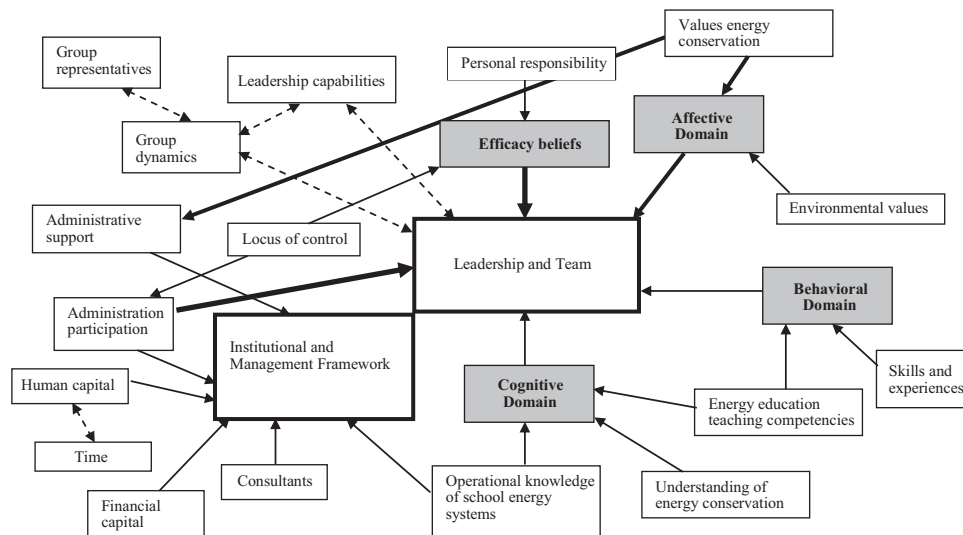 Values energy
conservation
Group
representatives
Leadership capabilities
Personal responsibility
Affective
Domain
Group
dynamics
Efficacy beliefs
Environmental values
Administrative
support
Locus of control
Leadership and Team
Behavioral
Domain
Administration
participation
Institutional and
Management Framework
Skills and
experiences
Human capital
Cognitive
Domain
Energy education
teaching competencies
Time
Consultants
Operational knowledge
of school energy
systems
Understanding of
energy conservation
Financial
capital